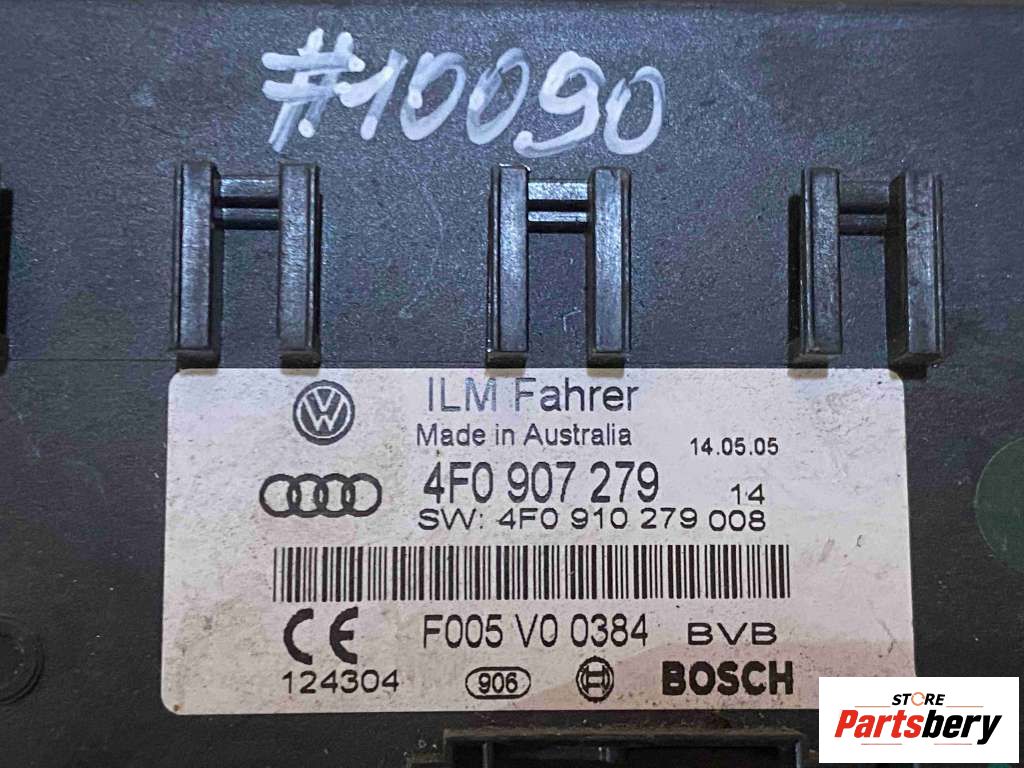 #10090
ILM Fahrer
Made in Australia
14.05.05
4F0 907 279 14
SW: 4F0 910 279 008
F005 V0 0384 BVB
CE
124304 906 BOSCH
STORE
Partsbery